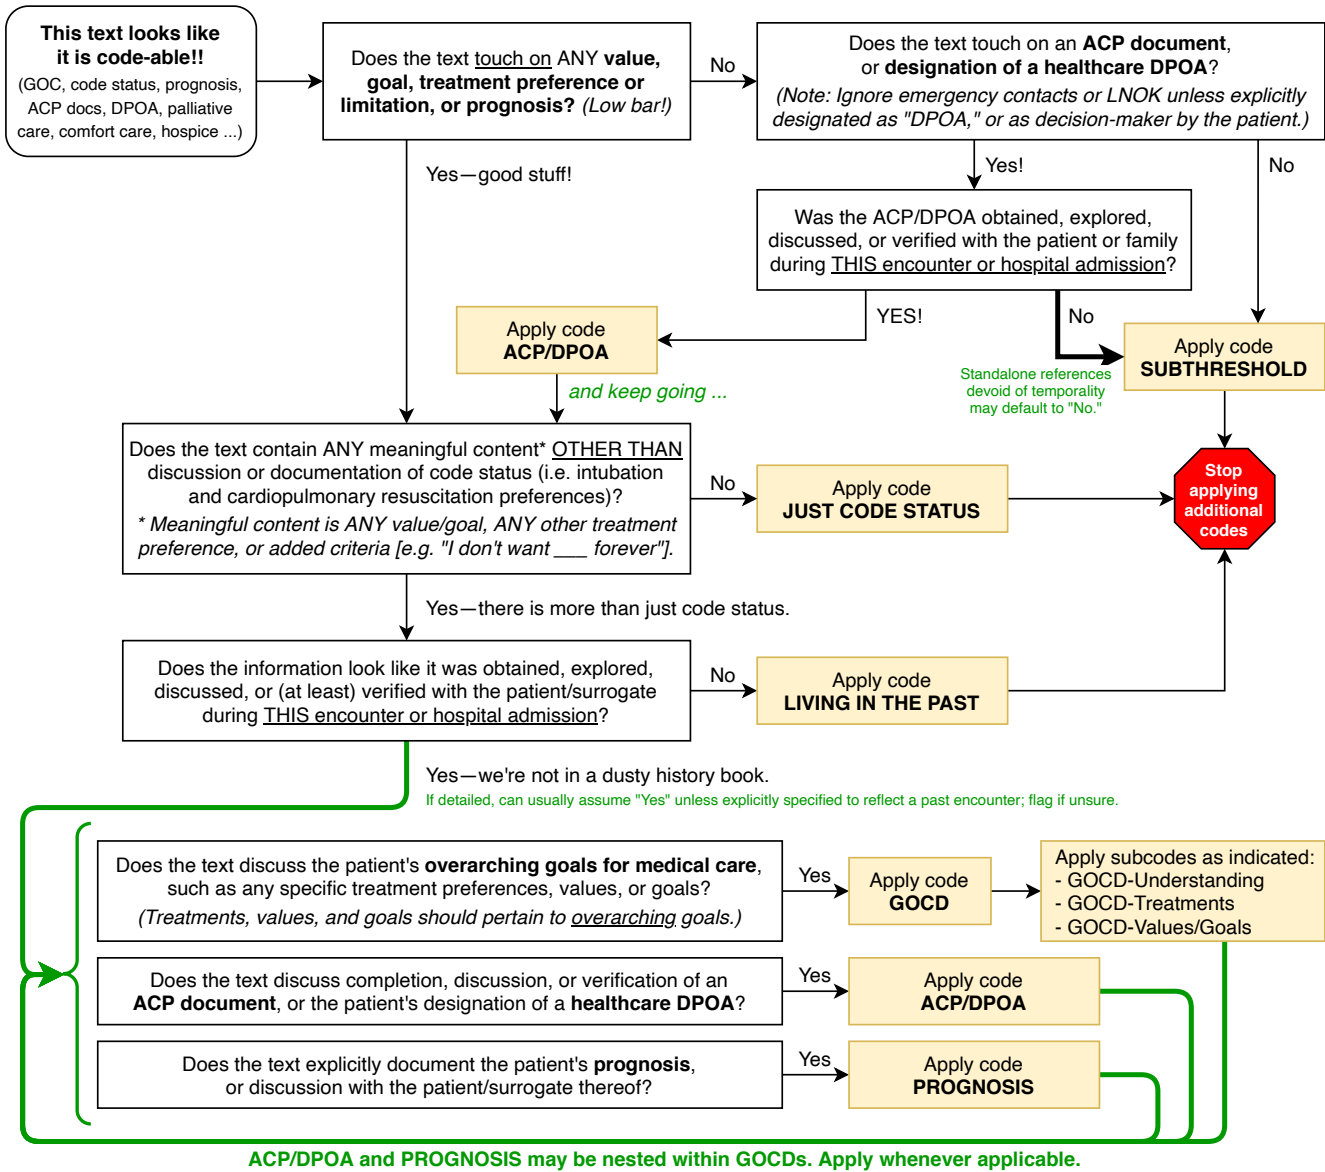 This text looks like
it is code-able!!
(GOC, code status, prognosis,
ACP docs, DPOA, palliative
care, comfort care, hospice ...)
Does the text touch on ANY value,
goal, treatment preference or
limitation, or prognosis? (Low bar!)
No
Does the text touch on an ACP document,
or designation of a healthcare DPOA?
(Note: Ignore emergency contacts or LNOK unless explicitly
designated as "DPOA," or as decision-maker by the patient.)
Yes—good stuff!
Yes!
No
Was the ACP/DPOA obtained, explored,
discussed, or verified with the patient or family
during THIS encounter or hospital admission?
YES!
No
Apply code
ACP/DPOA
and keep going ...
Standalone references
devoid of temporality
may default to "No."
Apply code
SUBTHRESHOLD
Does the text contain ANY meaningful content* OTHER THAN
discussion or documentation of code status (i.e. intubation
and cardiopulmonary resuscitation preferences)?
* Meaningful content is ANY value/goal, ANY other treatment
preference, or added criteria [e.g. "I don't want ___ forever"].
No
Apply code
JUST CODE STATUS
Stop
applying
additional
codes
Yes—there is more than just code status.
Does the information look like it was obtained, explored,
discussed, or (at least) verified with the patient/surrogate
during THIS encounter or hospital admission?
No
Apply code
LIVING IN THE PAST
Yes—we're not in a dusty history book.
If detailed, can usually assume "Yes" unless explicitly specified to reflect a past encounter; flag if unsure.
Does the text discuss the patient's overarching goals for medical care,
such as any specific treatment preferences, values, or goals?
(Treatments, values, and goals should pertain to overarching goals.)
Yes
Apply code
GOCD
Apply subcodes as indicated:
- GOCD-Understanding
- GOCD-Treatments
- GOCD-Values/Goals
Does the text discuss completion, discussion, or verification of an
ACP document, or the patient's designation of a healthcare DPOA?
Yes
Apply code
ACP/DPOA
Does the text explicitly document the patient's prognosis,
or discussion with the patient/surrogate thereof?
Yes
Apply code
PROGNOSIS
ACP/DPOA and PROGNOSIS may be nested within GOCDs. Apply whenever applicable.